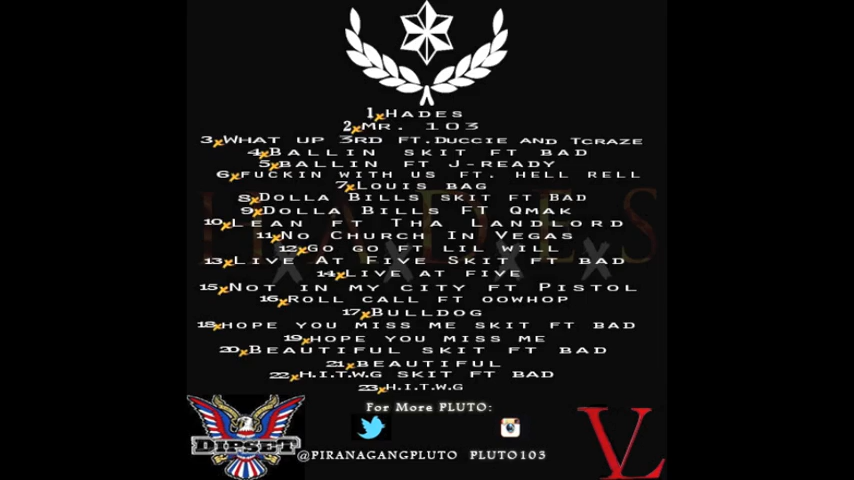 1.HADES
2.MR. 103
3.WHAT UP 3RD FT.DUCCIE AND TCRAZE
4.BALLIN SKIT FT BAD
5.BALLIN FT J-READY
6.FUCKIN WITH US FT. HELL RELL
7.LOUIS BAG
8.DOLLA BILLS SKIT FT BAD
9.DOLLA BILLS FT QMAK
10.LEAN FT THA LANDLORD
11.NO CHURCH IN VEGAS
12.GO GO FT LIL WILL
13.LIVE AT FIVE SKIT FT BAD
14.LIVE AT FIVE
15.NOT IN MY CITY FT PISTOL
16.ROLL CALL FT OOWHOP
17.BULLDOG
18.HOPE YOU MISS ME SKIT FT BAD
19.HOPE YOU MISS ME
20.BEAUTIFUL SKIT FT BAD
21.BEAUTIFUL
22.H.I.T.W.G SKIT FT BAD
23.H.I.T.W.G
HxAxDxExS
For More PLUTO:
DIPSET
@PIRANAGANGPLUTO PLUTO103
VL